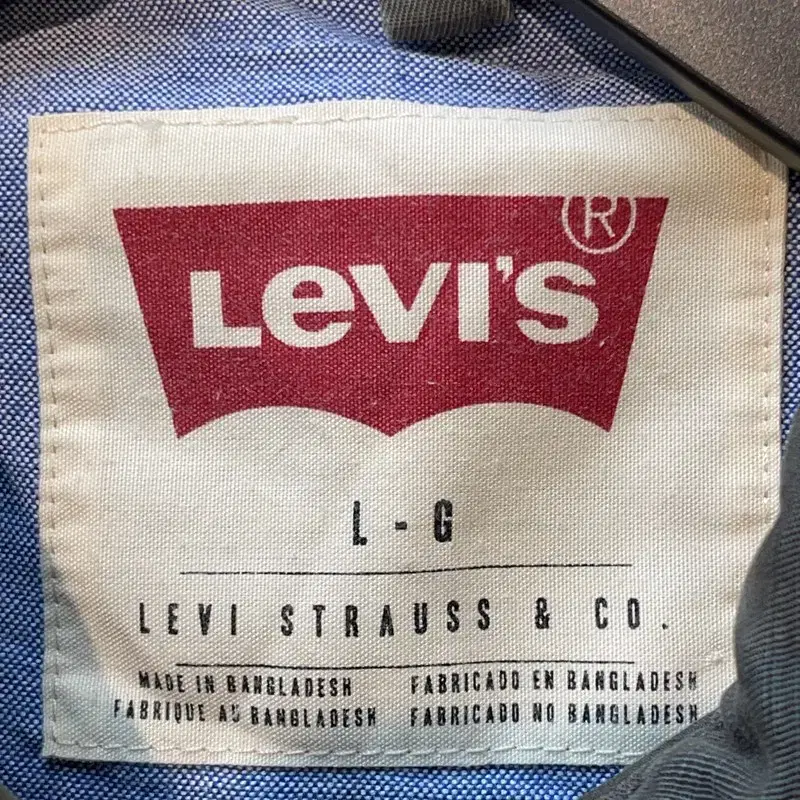 LEVI'S®
L - G
LEVI STRAUSS & CO.
MADE IN BANGLADESH FABRICADO EN BANGLADESH
FABRIQUE AU BANGLADESH FABRICADO NO BANGLADESH